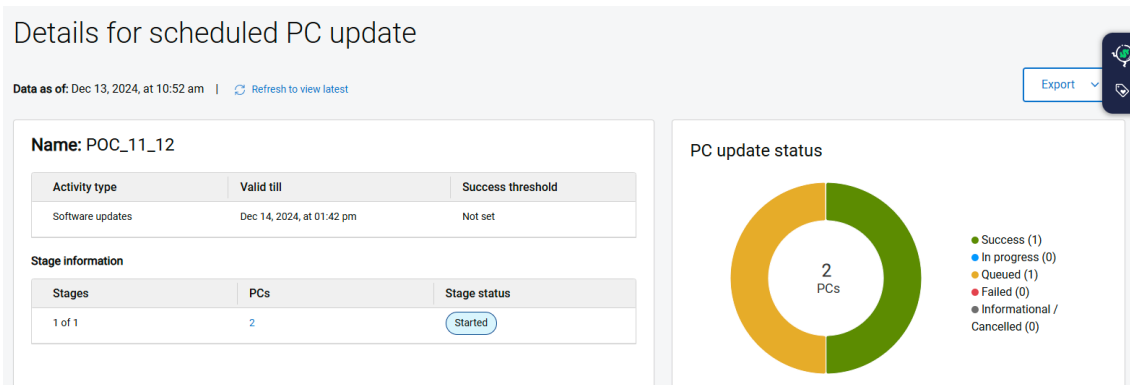 Details for scheduled PC update
Data as of: Dec 13, 2024, at 10:52 am | Refresh to view latest
Export
Name: POC_11_12
Activity type Valid till Success threshold
Software updates Dec 14, 2024, at 01:42 pm Not set
Stage information
Stages PCs Stage status
1 of 1 2 Started
PC update status
2
PCs
Success (1)
In progress (0)
Queued (1)
Failed (0)
Informational /
Cancelled (0)